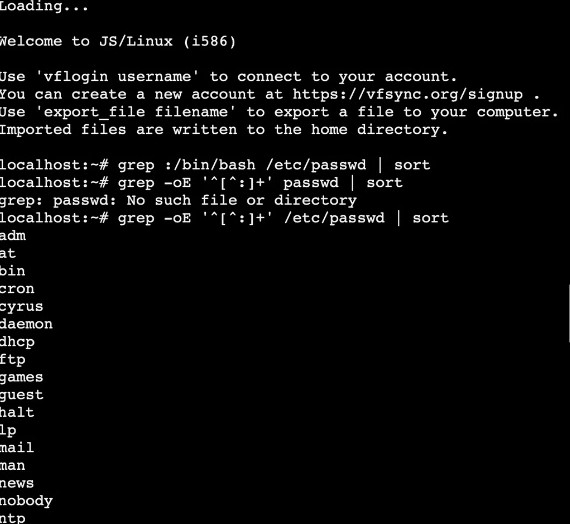 Loading...
Welcome to JS/Linux (i586)
Use 'vflogin username' to connect to your account.
You can create a new account at https://vfsync.org/signup .
Use 'export_file filename' to export a file to your computer.
Imported files are written to the home directory.
localhost:~# grep :/bin/bash /etc/passwd | sort
localhost:~# grep -oE '^[^:]+' passwd | sort
grep: passwd: No such file or directory
localhost:~# grep -oE '^[^:]+' /etc/passwd | sort
adm
at
bin
cron
cyrus
daemon
dhcp
ftp
games
guest
halt
lp
mail
man
news
nobody
ntp